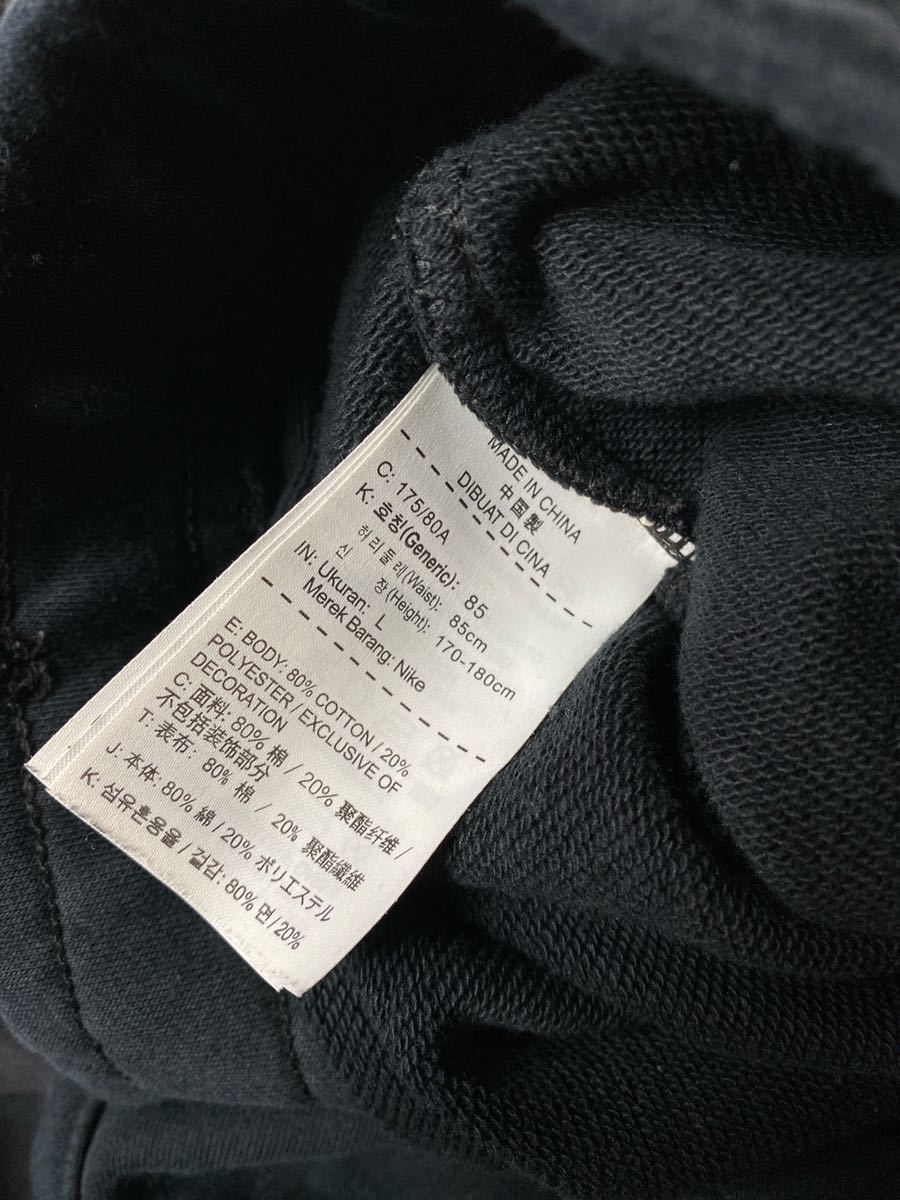 MADE IN CHINA
中国製
DIBUAT DI CINA
C: 175/80A
K: 호칭(Generic): 85
허리둘레(Waist): 85cm
신 장 (Height): 170-180cm
IN: Ukuran: L
Merek Barang: Nike
E: BODY: 80% COTTON / 20%
POLYESTER / EXCLUSIVE OF
DECORATION
C: 面料: 80% 棉 / 20% 聚酯纤维 /
不包括装饰部分
T: 表布: 80% 棉 / 20% 聚酯纖維
J: 本体: 80% 綿 / 20% ポリエステル
K: 섬유혼용율 / 겉감: 80% 면 / 20%